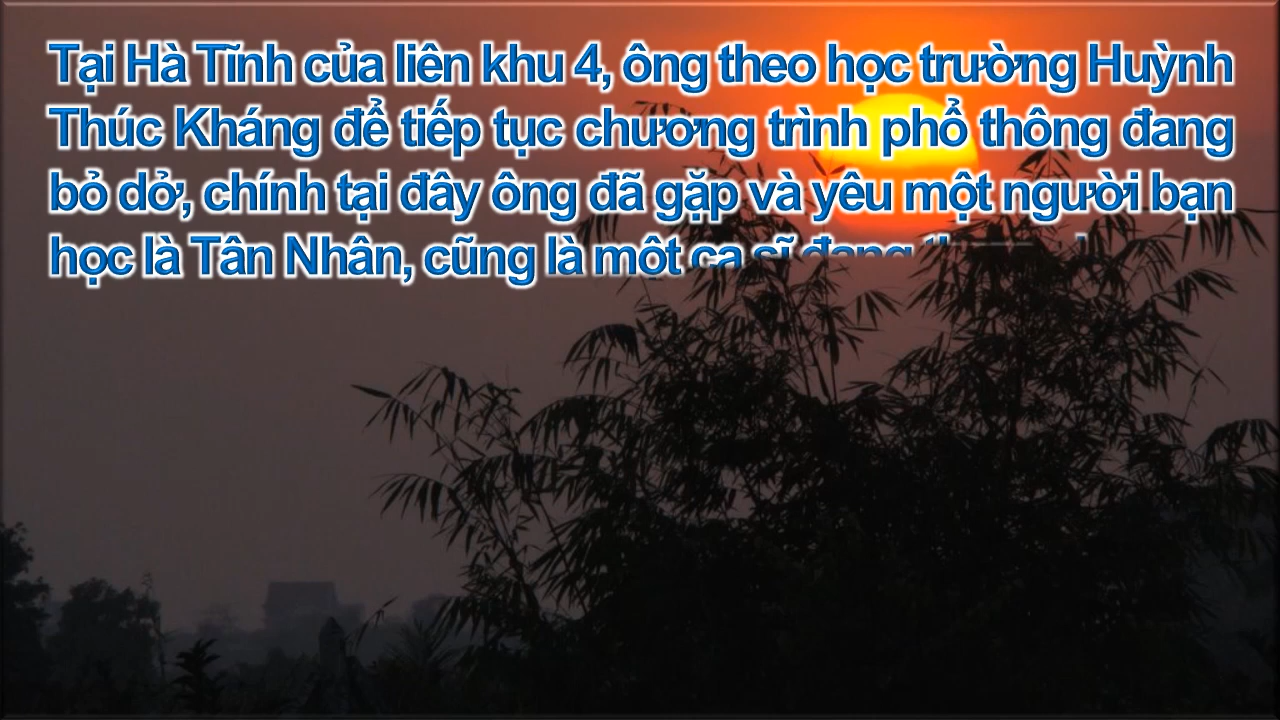 Tại Hà Tĩnh của liên khu 4, ông theo học trường Huỳnh
Thúc Kháng để tiếp tục chương trình phổ thông đang
bỏ dở, chính tại đây ông đã gặp và yêu một người bạn
học là Tân Nhân, cũng là một ca sĩ đang